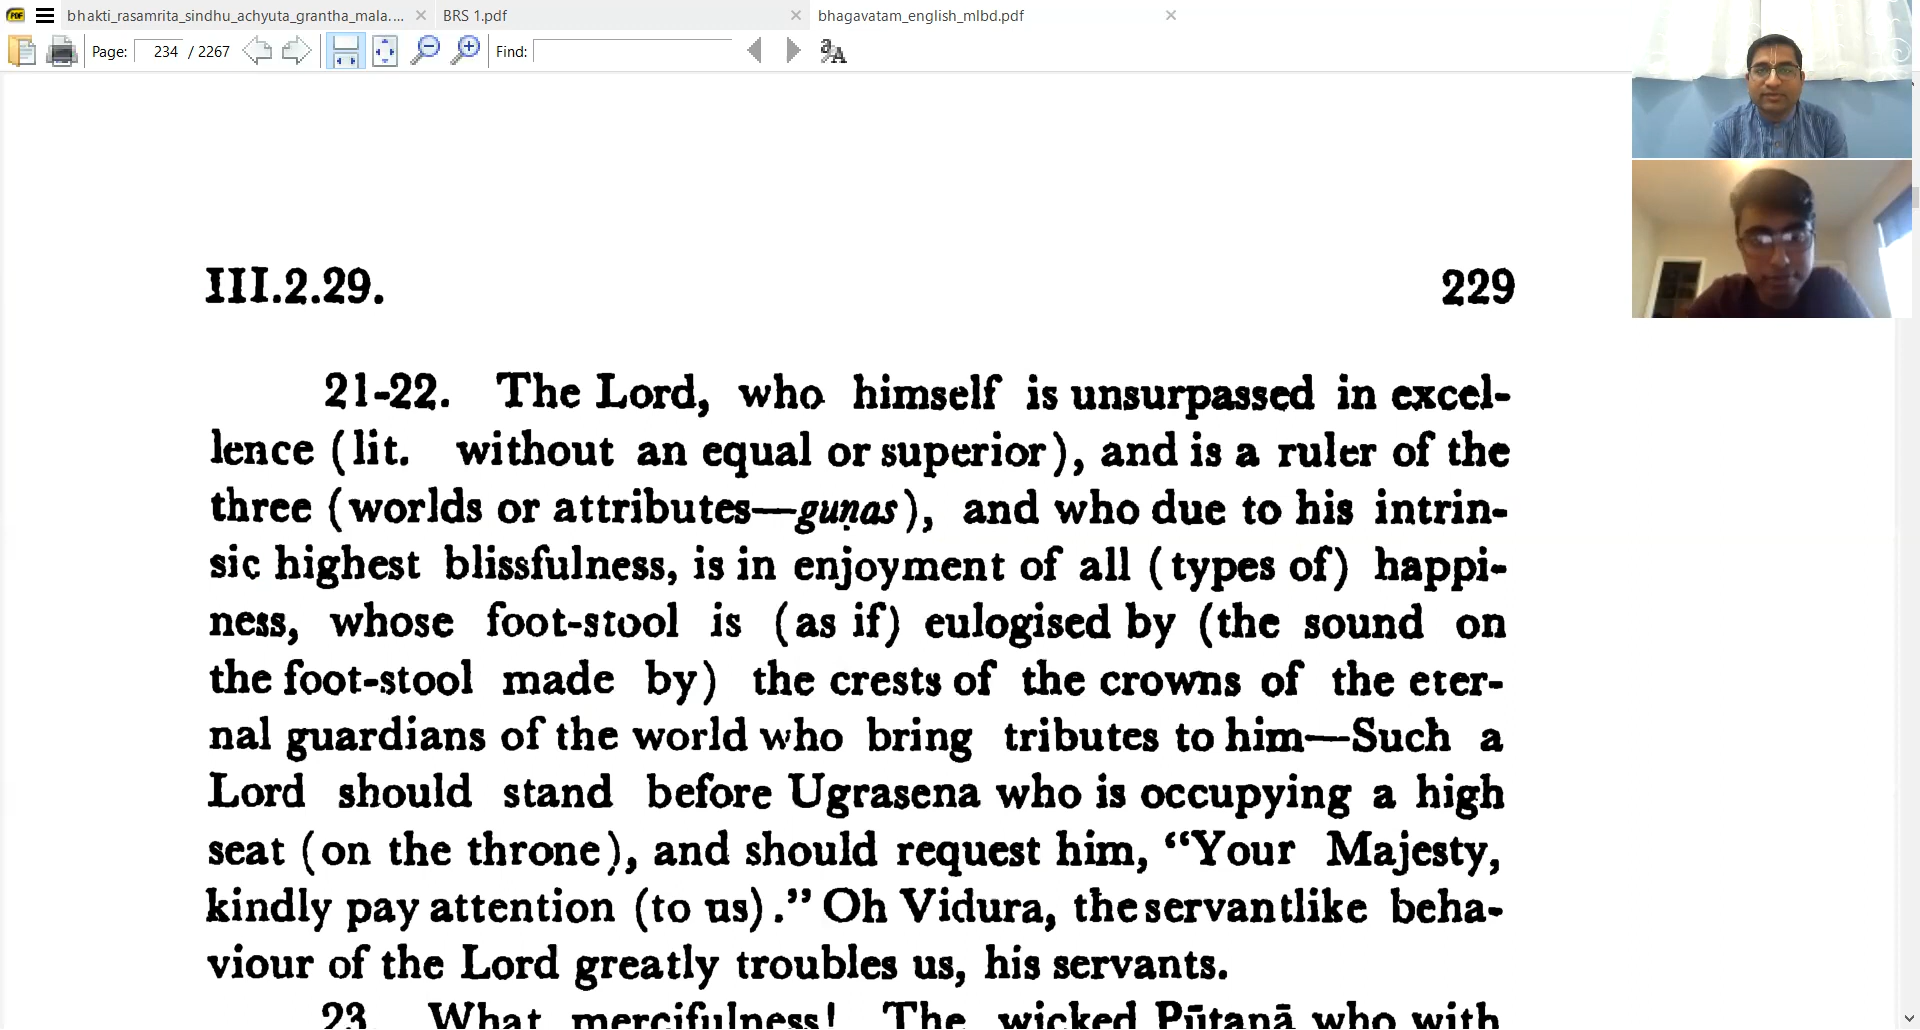 bhakti_rasamrita_sindhu_achyuta_grantha_mala....
BRS 1.pdf
bhagavatam_english_mlbd.pdf
PDF
Page: 234 / 2267
Find:
III.2.29.
229
21-22. The Lord, who himself is unsurpassed in excel-
lence (lit. without an equal or superior), and is a ruler of the
three (worlds or attributes—guṇas), and who due to his intrin-
sic highest blissfulness, is in enjoyment of all (types of) happi-
ness, whose foot-stool is (as if) eulogised by (the sound on
the foot-stool made by) the crests of the crowns of the eter-
nal guardians of the world who bring tributes to him—Such a
Lord should stand before Ugrasena who is occupying a high
seat (on the throne), and should request him, “Your Majesty,
kindly pay attention (to us).” Oh Vidura, the servantlike beha-
viour of the Lord greatly troubles us, his servants.
23. What mercifulness! The wicked Pūtanā who with